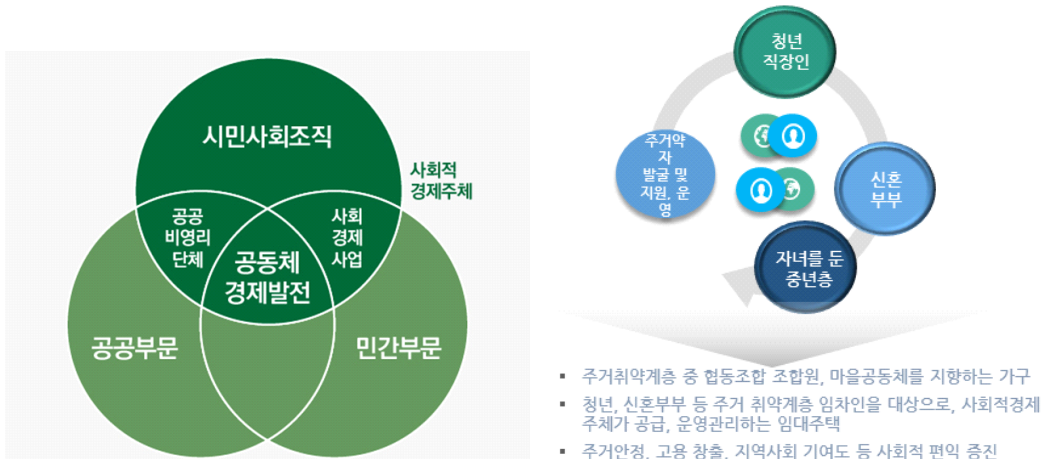 시민사회조직
사회적
경제주체
공공
비영리
단체
사회
경제
사업
공동체
경제발전
공공부문
민간부문
청년
직장인
주거약
자
발굴 및
지원, 운
영
신혼
부부
자녀를 둔
중년층
▪ 주거취약계층 중 협동조합 조합원, 마을공동체를 지향하는 가구
▪ 청년, 신혼부부 등 주거 취약계층 임차인을 대상으로, 사회적경제
주체가 공급, 운영관리하는 임대주택
▪ 주거안정, 고용 창출, 지역사회 기여도 등 사회적 편익 증진